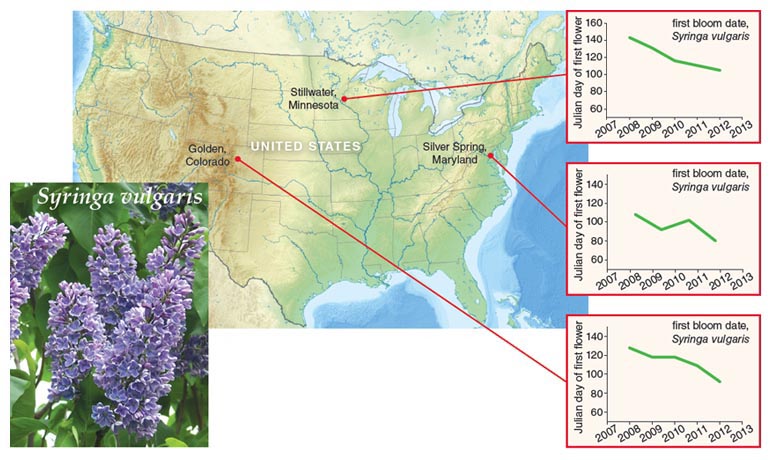 Syringa vulgaris
UNITED STATES
Stillwater,
Minnesota
Golden,
Colorado
Silver Spring,
Maryland
first bloom date,
Syringa vulgaris
Julian day of first flower
160
140
120
100
80
60
2007 2008 2009 2010 2011 2012 2013
first bloom date,
Syringa vulgaris
Julian day of first flower
140
120
100
80
60
2007 2008 2009 2010 2011 2012 2013
first bloom date,
Syringa vulgaris
Julian day of first flower
140
120
100
80
60
2007 2008 2009 2010 2011 2012 2013